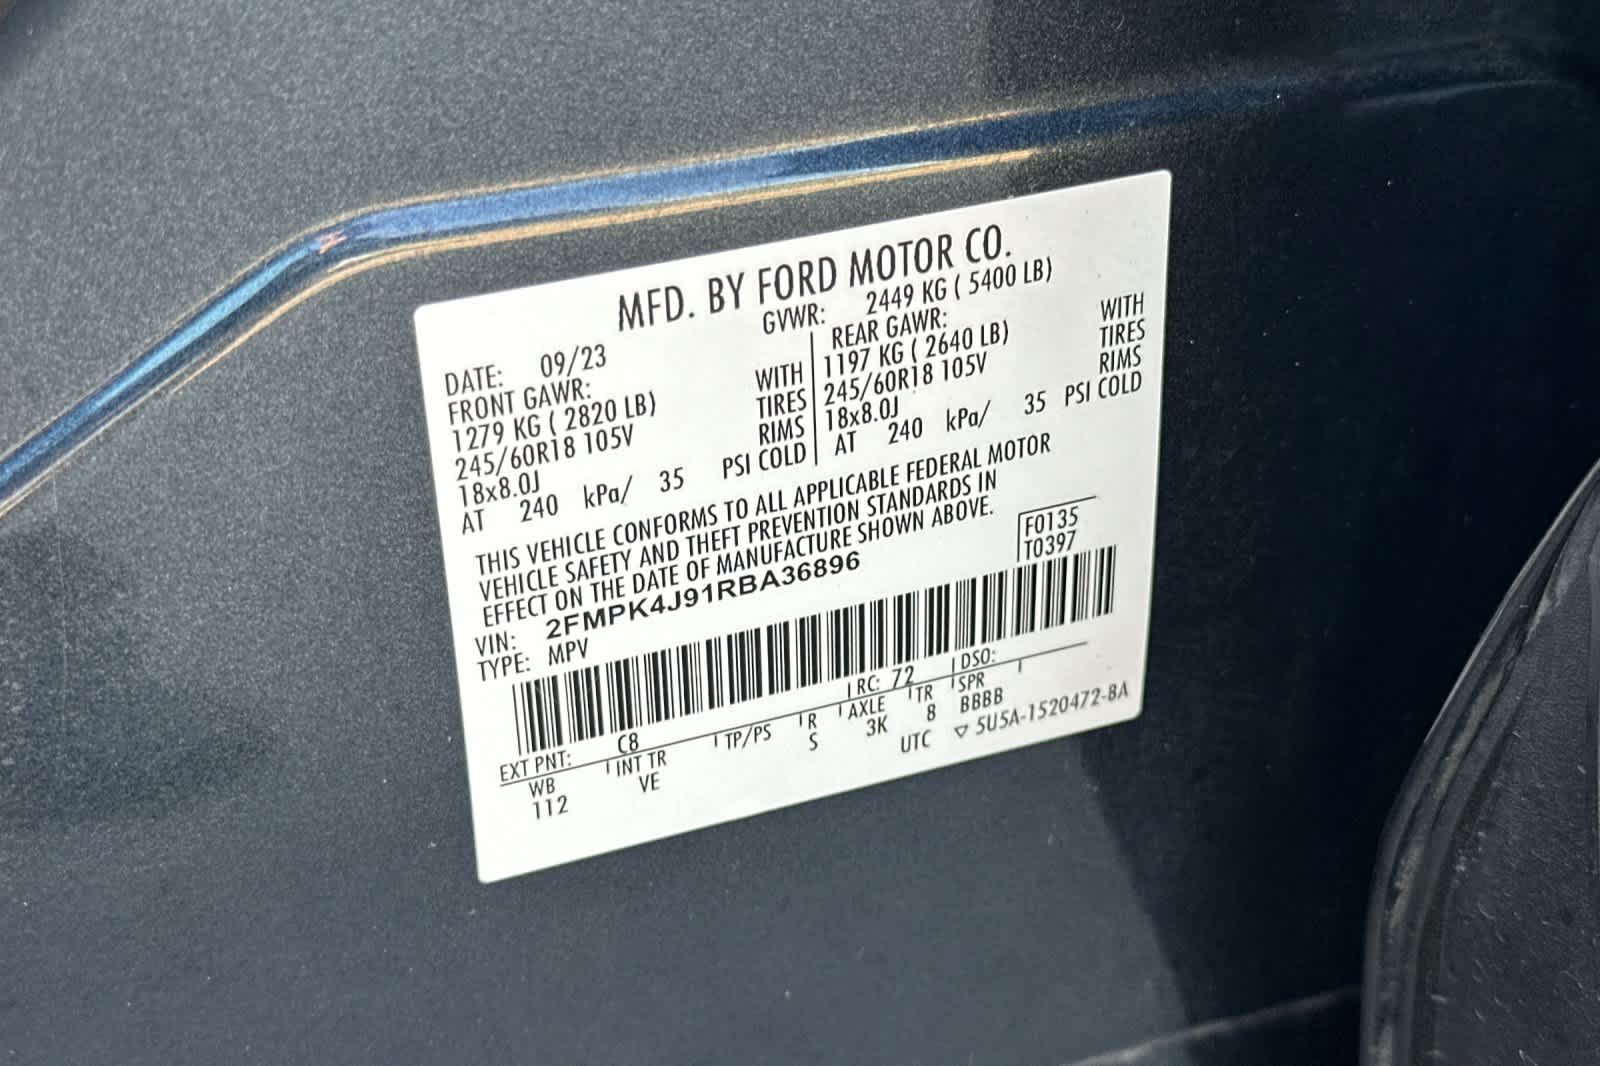 MFD. BY FORD MOTOR CO.
DATE: 09/23 GVWR: 2449 KG ( 5400 LB)
FRONT GAWR:
1279 KG ( 2820 LB) WITH
245/60R18 105V TIRES
18x8.0J RIMS
AT 240 kPa/ 35 PSI COLD
REAR GAWR:
1197 KG ( 2640 LB) WITH
245/60R18 105V TIRES
18x8.0J RIMS
AT 240 kPa/ 35 PSI COLD
THIS VEHICLE CONFORMS TO ALL APPLICABLE FEDERAL MOTOR
VEHICLE SAFETY AND THEFT PREVENTION STANDARDS IN
EFFECT ON THE DATE OF MANUFACTURE SHOWN ABOVE.
F0135
T0397
VIN: 2FMPK4J91RBA36896
TYPE: MPV
EXT PNT: C8 RC: 72 DSO:
WB INT TR TP/PS R AXLE TR SPR
112 VE S 3K 8 BBBB
UTC ▽ 5U5A-1520472-BA